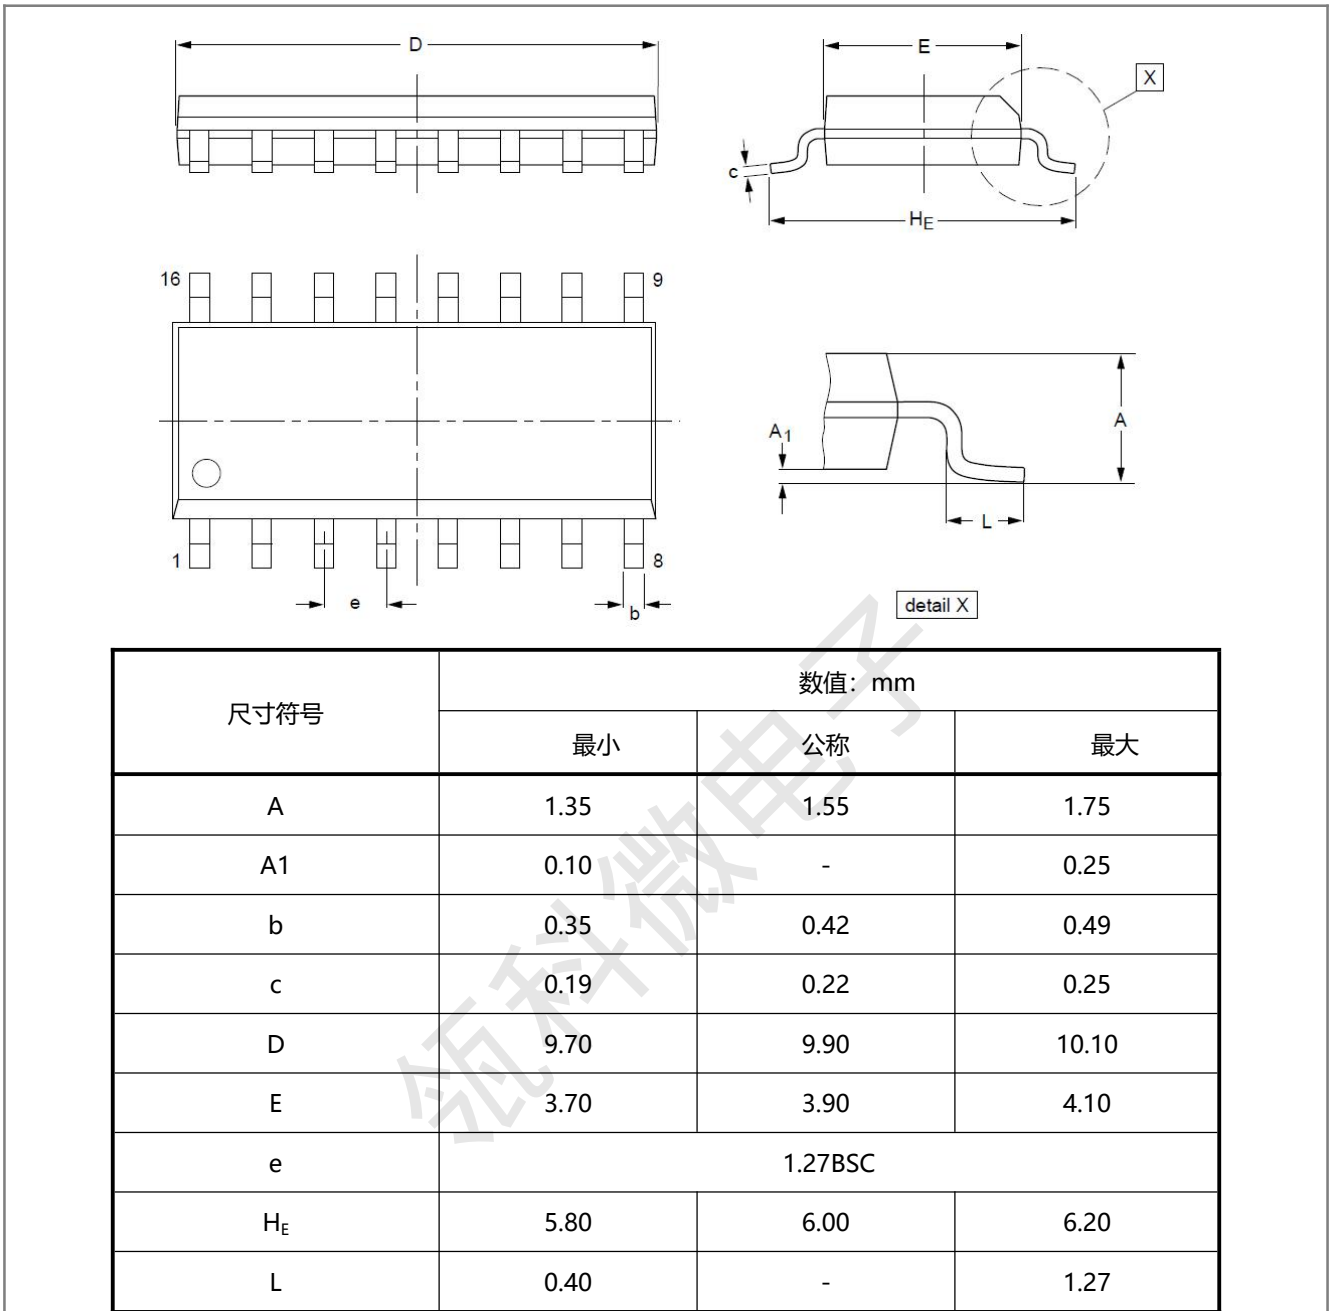 D
E
X
c
HE
16
9
A1
A
L
1
8
e
b
detail X
尺寸符号 数值：mm
最小 公称 最大
A 1.35 1.55 1.75
A1 0.10 - 0.25
b 0.35 0.42 0.49
c 0.19 0.22 0.25
D 9.70 9.90 10.10
E 3.70 3.90 4.10
e 1.27BSC
HE 5.80 6.00 6.20
L 0.40 - 1.27
瓴科微电子